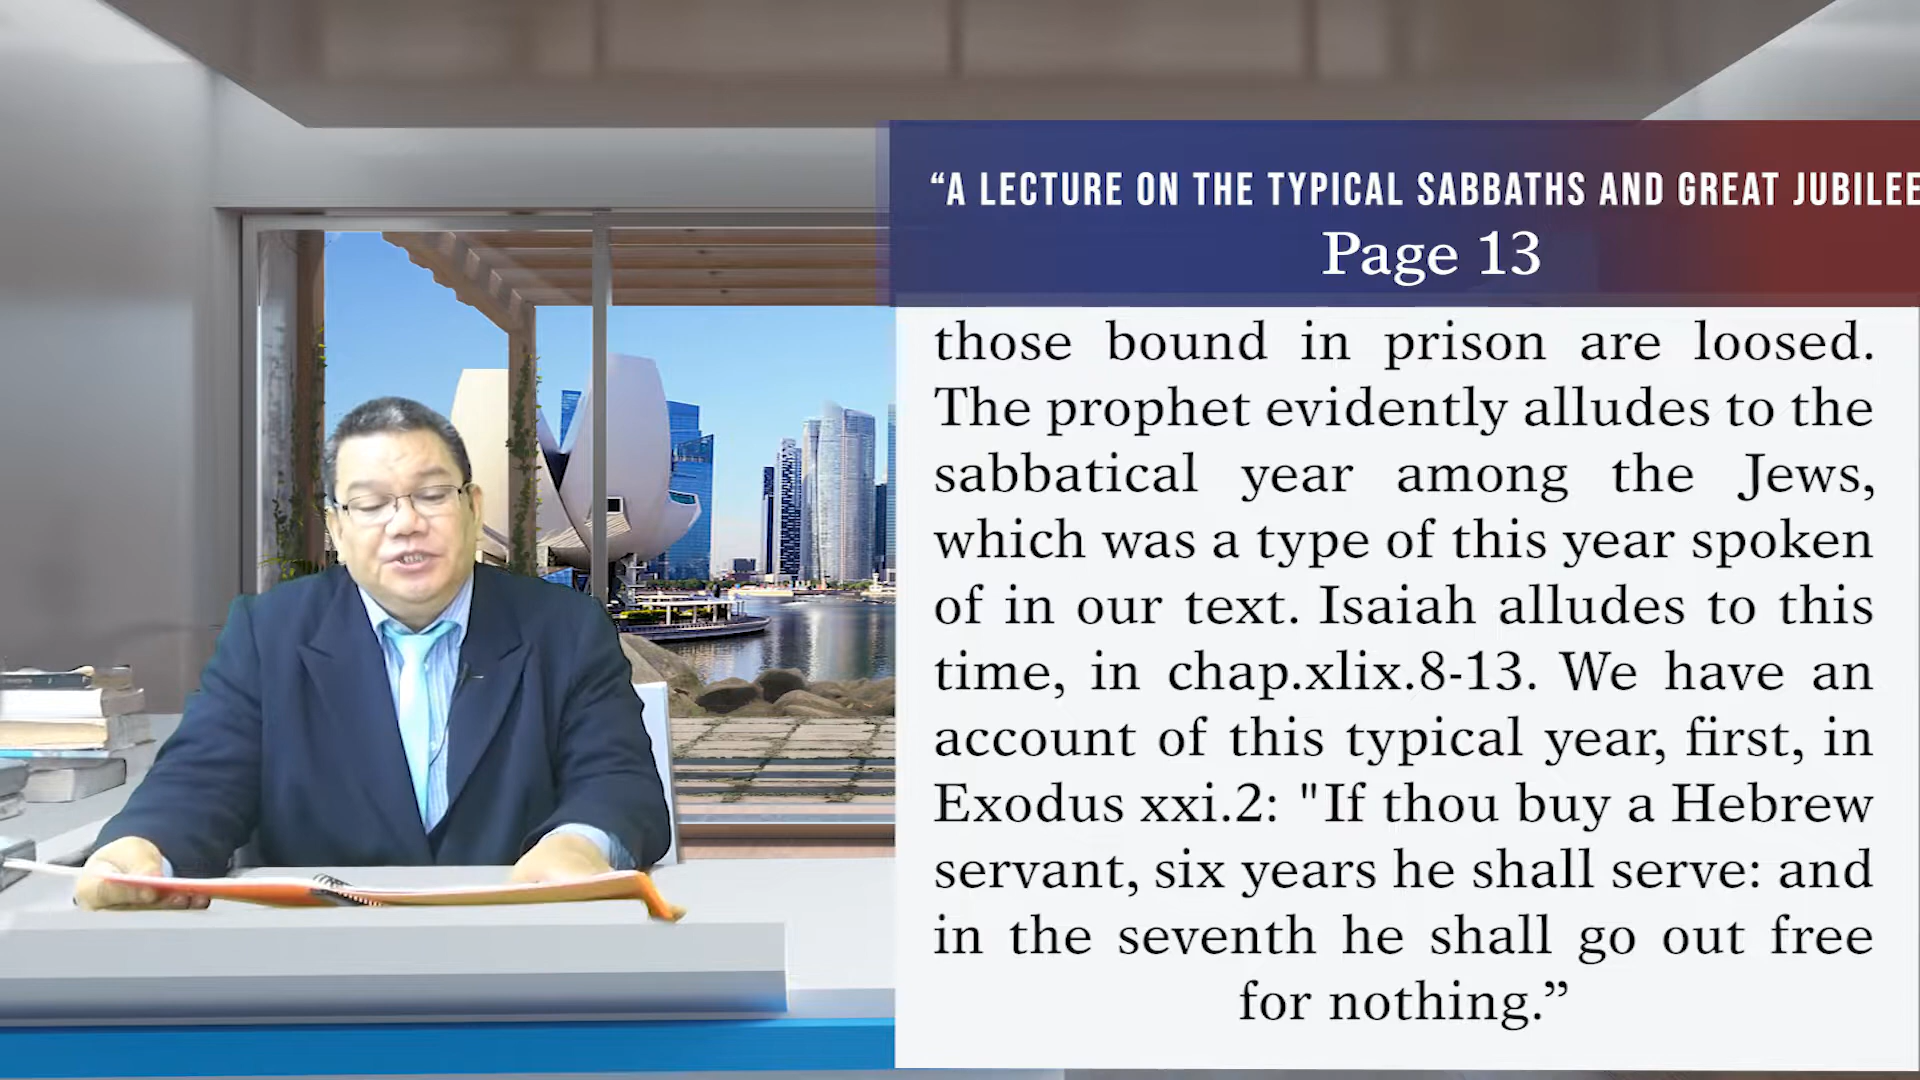 “A LECTURE ON THE TYPICAL SABBATHS AND GREAT JUBILEE
Page 13
those bound in prison are loosed.
The prophet evidently alludes to the
sabbatical year among the Jews,
which was a type of this year spoken
of in our text. Isaiah alludes to this
time, in chap.xlix.8-13. We have an
account of this typical year, first, in
Exodus xxi.2: "If thou buy a Hebrew
servant, six years he shall serve: and
in the seventh he shall go out free
for nothing.”